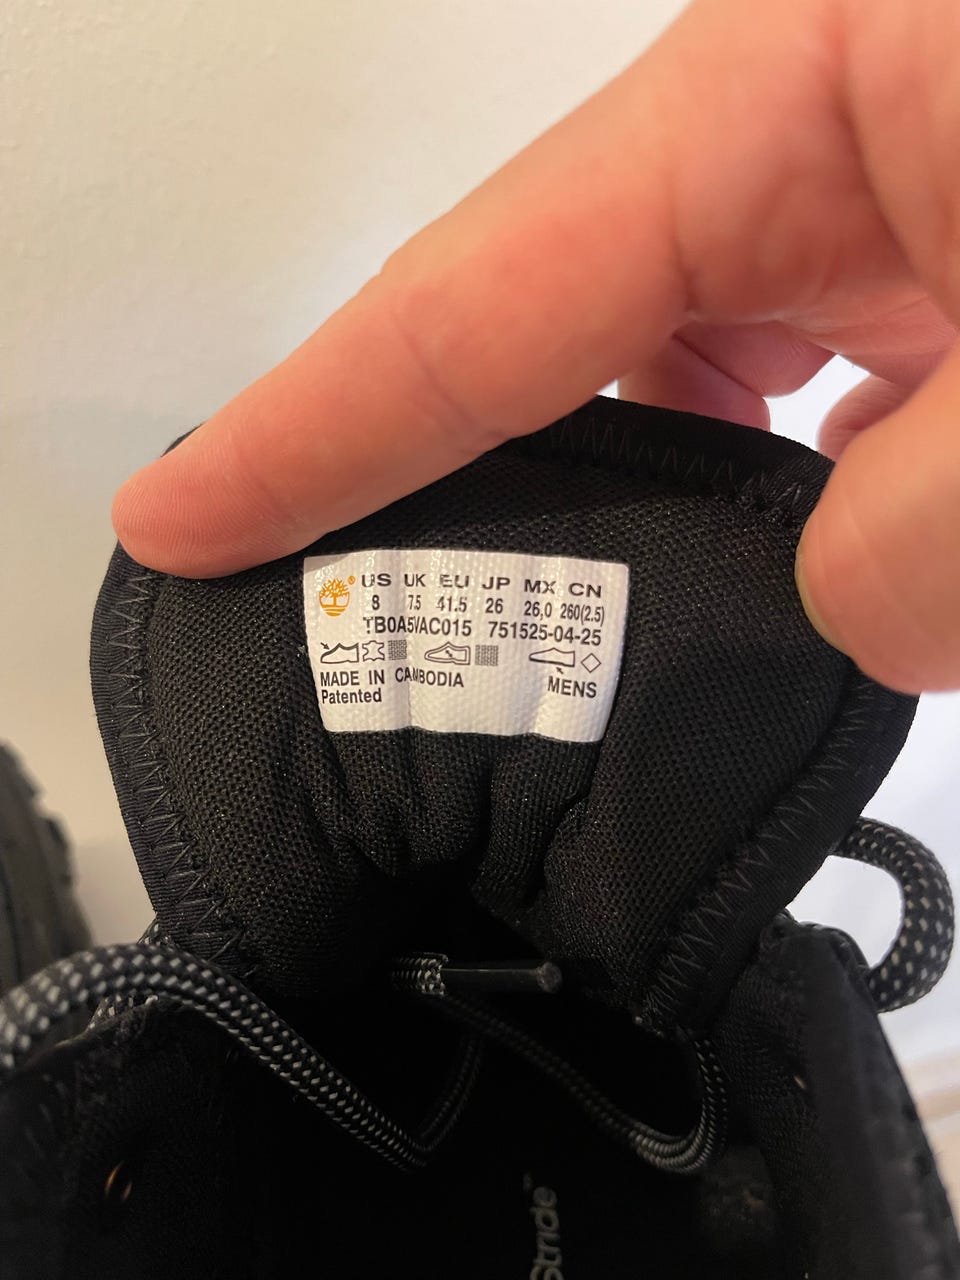 ® US UK EU JP MX CN
8 7.5 41.5 26 26,0 260(2.5)
TB0A5VAC015 751525-04-25
MADE IN CAMBODIA
Patented
MENS
Stride™